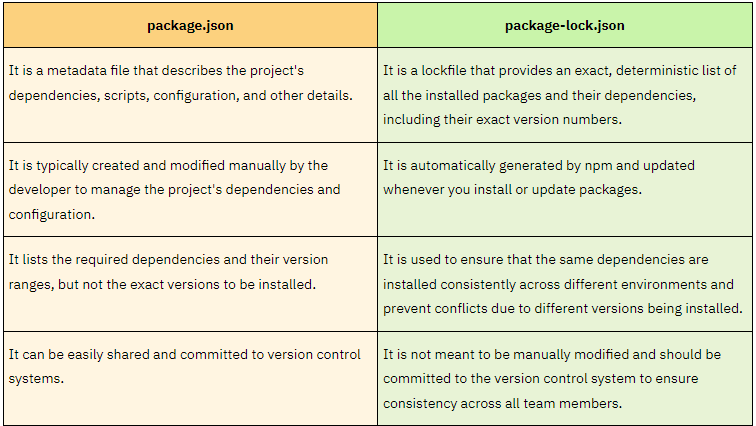 package.json
package-lock.json
It is a metadata file that describes the project's
dependencies, scripts, configuration, and other details.
It is a lockfile that provides an exact, deterministic list of
all the installed packages and their dependencies,
including their exact version numbers.
It is typically created and modified manually by the
developer to manage the project's dependencies and
configuration.
It is automatically generated by npm and updated
whenever you install or update packages.
It lists the required dependencies and their version
ranges, but not the exact versions to be installed.
It is used to ensure that the same dependencies are
installed consistently across different environments and
prevent conflicts due to different versions being installed.
It can be easily shared and committed to version control
systems.
It is not meant to be manually modified and should be
committed to the version control system to ensure
consistency across all team members.